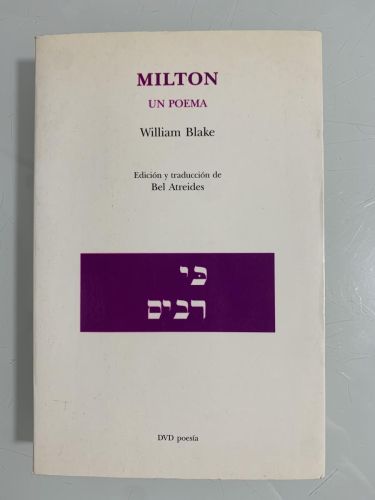 MILTON
UN POEMA
William Blake
Edición y traducción de
Bel Atreides
כי
רבים
DVD poesía